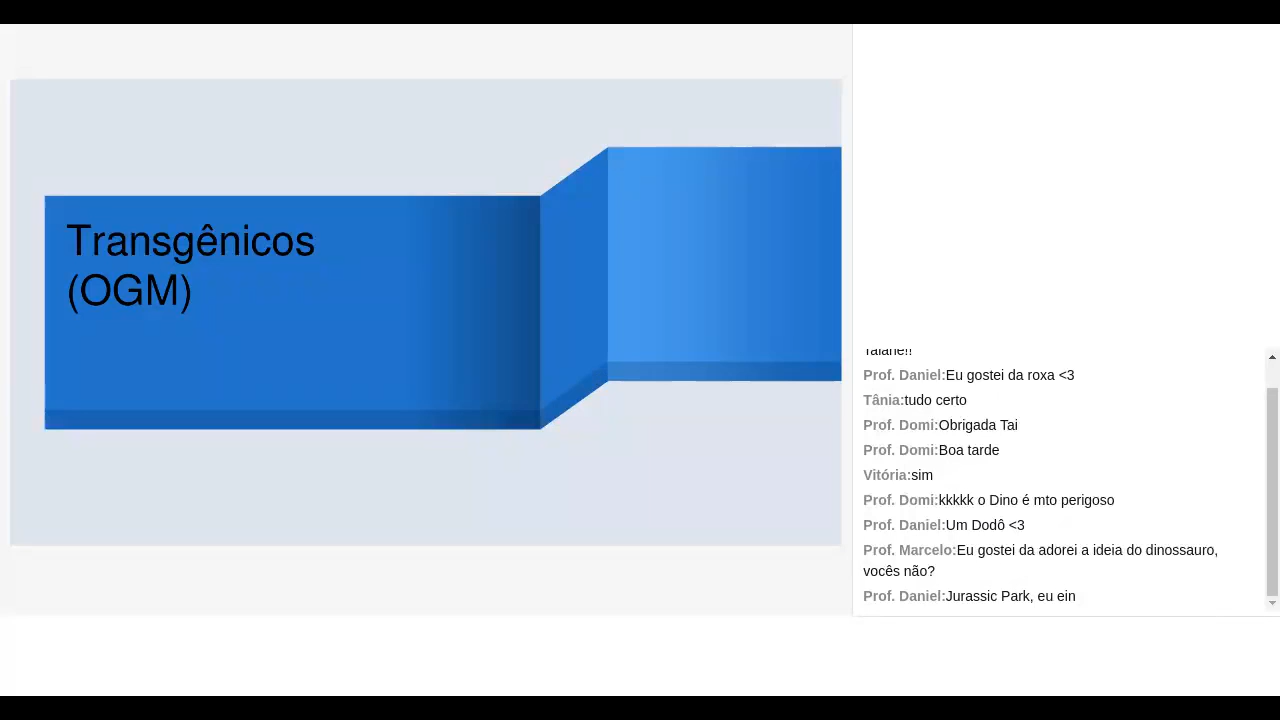 Transgênicos
(OGM)
Taiane!!
Prof. Daniel:Eu gostei da roxa <3
Tânia:tudo certo
Prof. Domi:Obrigada Tai
Prof. Domi:Boa tarde
Vitória:sim
Prof. Domi:kkkkk o Dino é mto perigoso
Prof. Daniel:Um Dodô <3
Prof. Marcelo:Eu gostei da adorei a ideia do dinossauro,
vocês não?
Prof. Daniel:Jurassic Park, eu ein